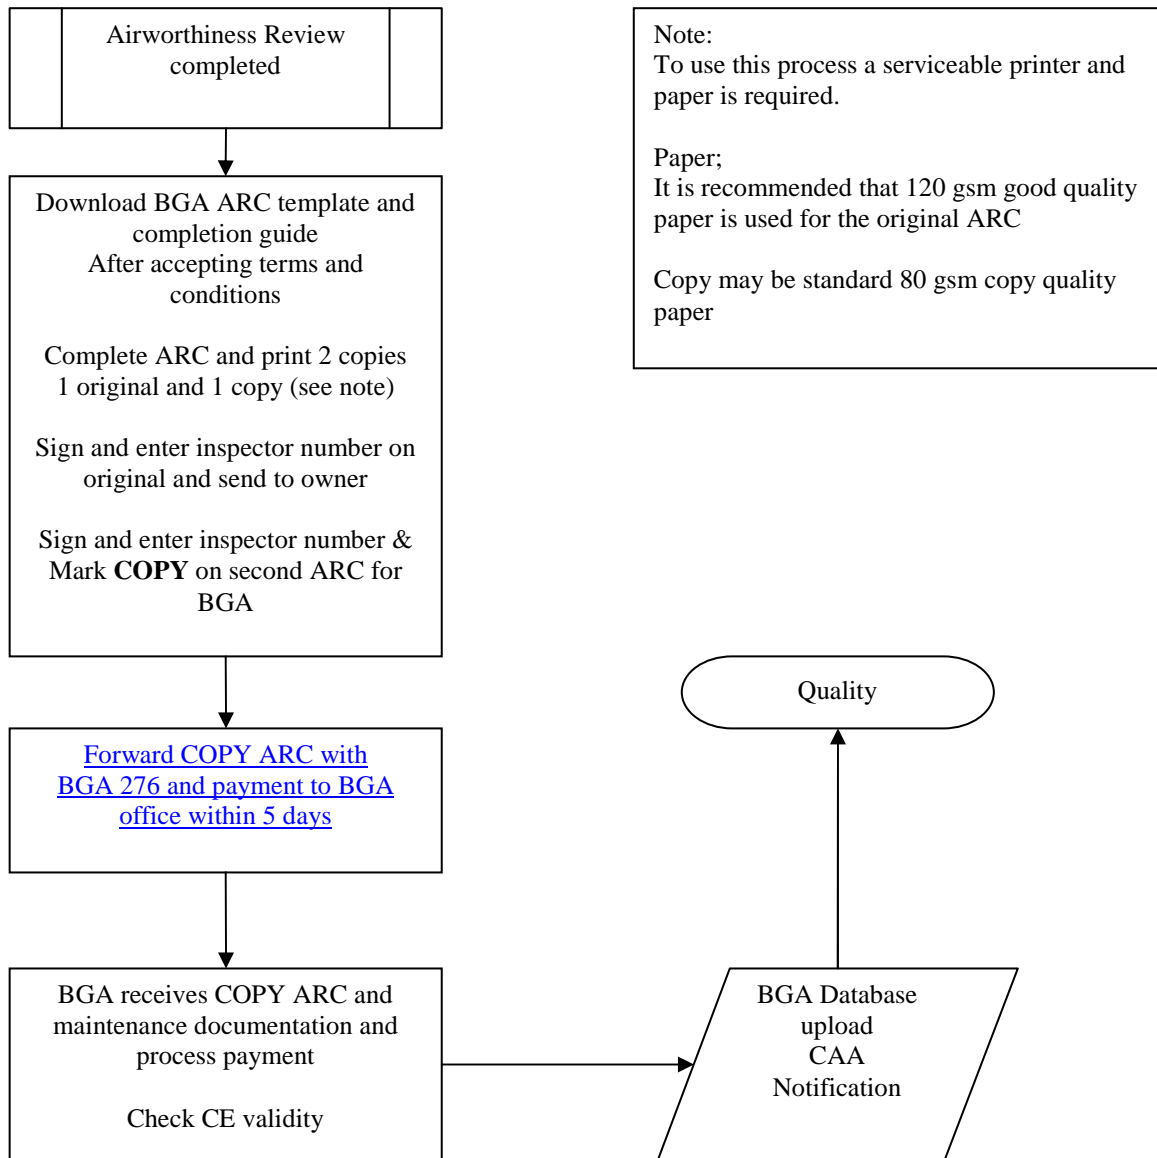 Airworthiness Review
completed
Download BGA ARC template and
completion guide
After accepting terms and
conditions
Complete ARC and print 2 copies
1 original and 1 copy (see note)
Sign and enter inspector number on
original and send to owner
Sign and enter inspector number &
Mark COPY on second ARC for
BGA
Forward COPY ARC with
BGA 276 and payment to BGA
office within 5 days
BGA receives COPY ARC and
maintenance documentation and
process payment
Check CE validity
BGA Database
upload
CAA
Notification
Quality
Note:
To use this process a serviceable printer and
paper is required.
Paper;
It is recommended that 120 gsm good quality
paper is used for the original ARC
Copy may be standard 80 gsm copy quality
paper